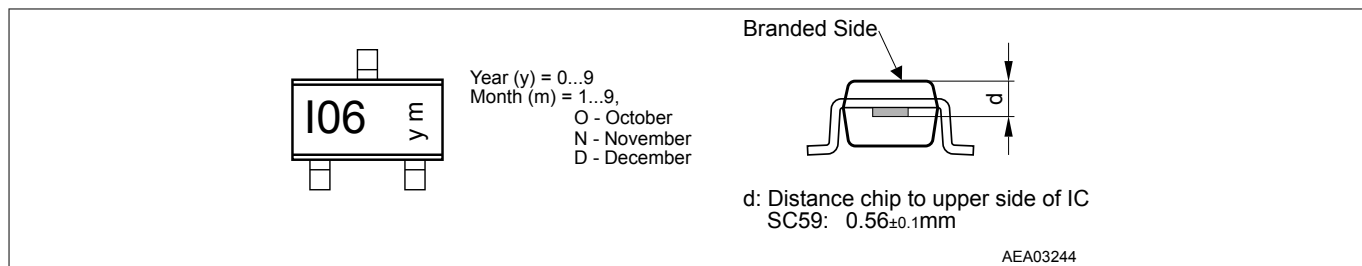 I06
y m
Year (y) = 0...9
Month (m) = 1...9,
O - October
N - November
D - December
Branded Side
d
d: Distance chip to upper side of IC
SC59: 0.56±0.1mm
AEA03244